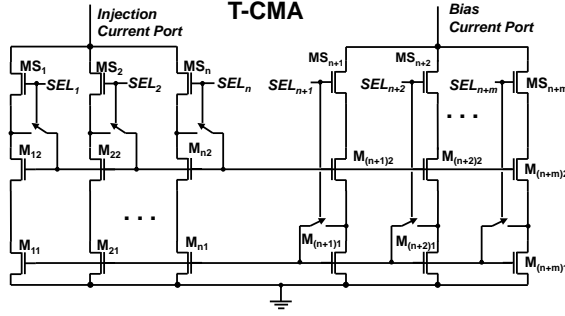 T-CMA
Injection
Current Port
Bias
Current Port
MS1
SEL1
MS2
SEL2
MSn
SELn
MSn+1
SELn+1
MSn+2
SELn+2
SELn+m
MSn+m
. . .
M12
M22
Mn2
M(n+1)2
M(n+2)2
M(n+m)2
. . .
M11
M21
Mn1
M(n+1)1
M(n+2)1
M(n+m)1